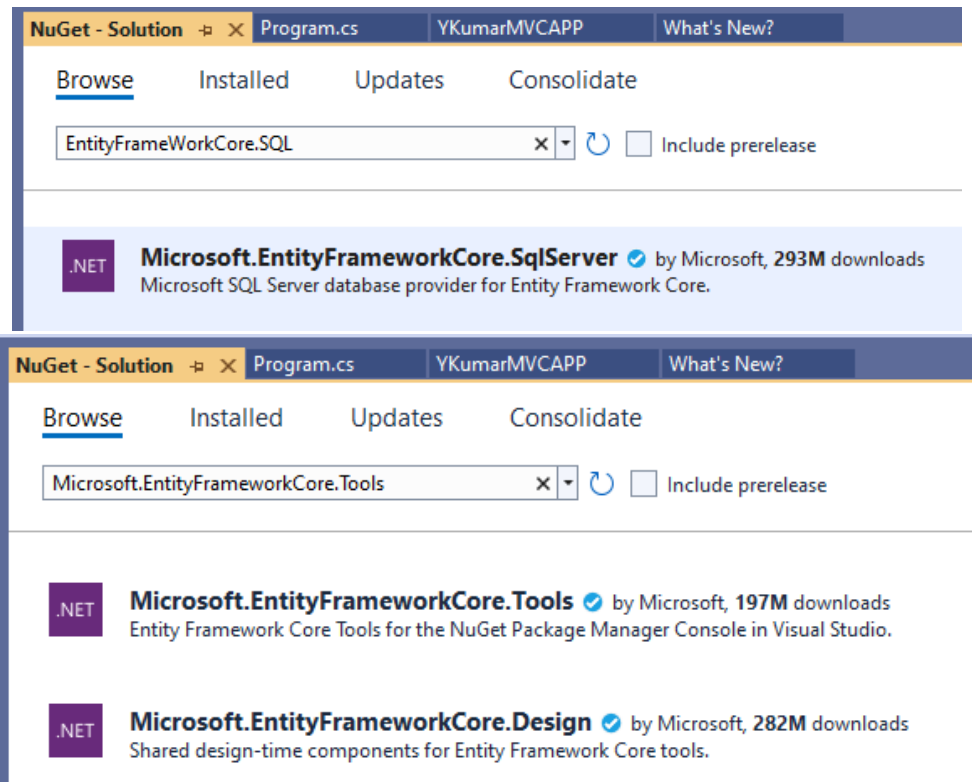 NuGet - Solution Program.cs YKumarMVCAPP What's New?
Browse Installed Updates Consolidate
EntityFrameWorkCore.SQL Include prerelease
.NET Microsoft.EntityFrameworkCore.SqlServer by Microsoft, 293M downloads
Microsoft SQL Server database provider for Entity Framework Core.
NuGet - Solution Program.cs YKumarMVCAPP What's New?
Browse Installed Updates Consolidate
Microsoft.EntityFrameworkCore.Tools Include prerelease
.NET Microsoft.EntityFrameworkCore.Tools by Microsoft, 197M downloads
Entity Framework Core Tools for the NuGet Package Manager Console in Visual Studio.
.NET Microsoft.EntityFrameworkCore.Design by Microsoft, 282M downloads
Shared design-time components for Entity Framework Core tools.